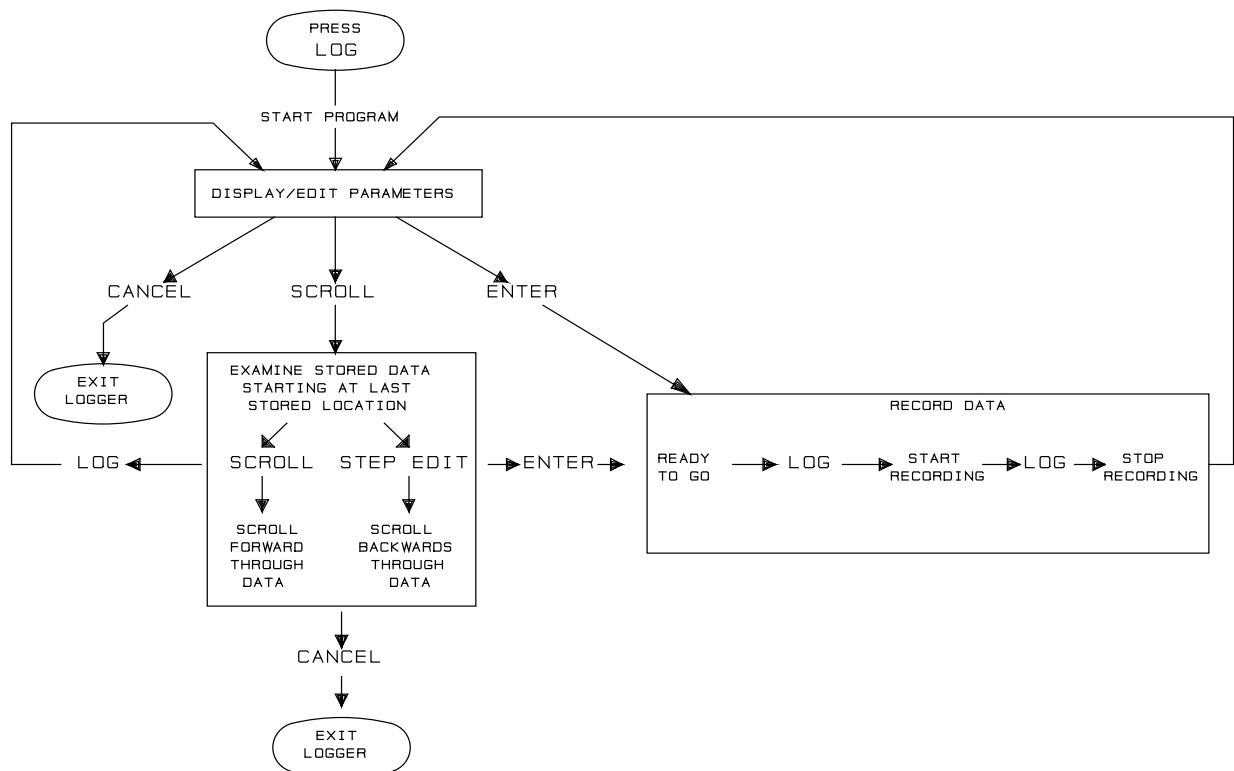 PRESS
LOG
START PROGRAM
DISPLAY/EDIT PARAMETERS
CANCEL
SCROLL
ENTER
EXIT
LOGGER
EXAMINE STORED DATA
STARTING AT LAST
STORED LOCATION
LOG
SCROLL
STEP EDIT
ENTER
SCROLL
FORWARD
THROUGH
DATA
SCROLL
BACKWARDS
THROUGH
DATA
RECORD DATA
READY
TO GO
LOG
START
RECORDING
LOG
STOP
RECORDING
CANCEL
EXIT
LOGGER